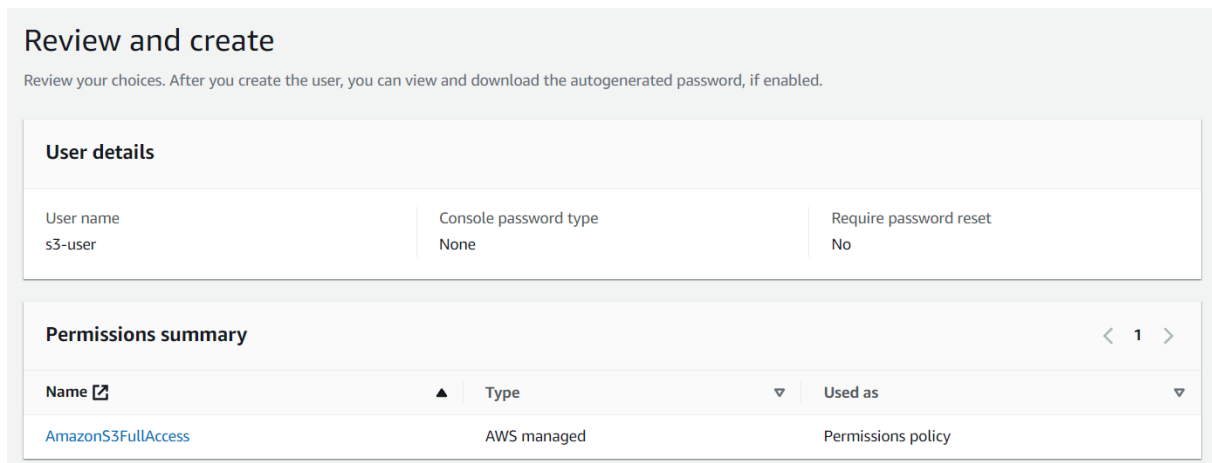 Review and create
Review your choices. After you create the user, you can view and download the autogenerated password, if enabled.
User details
User name
s3-user
Console password type
None
Require password reset
No
Permissions summary
1
Name
Type
Used as
AmazonS3FullAccess
AWS managed
Permissions policy